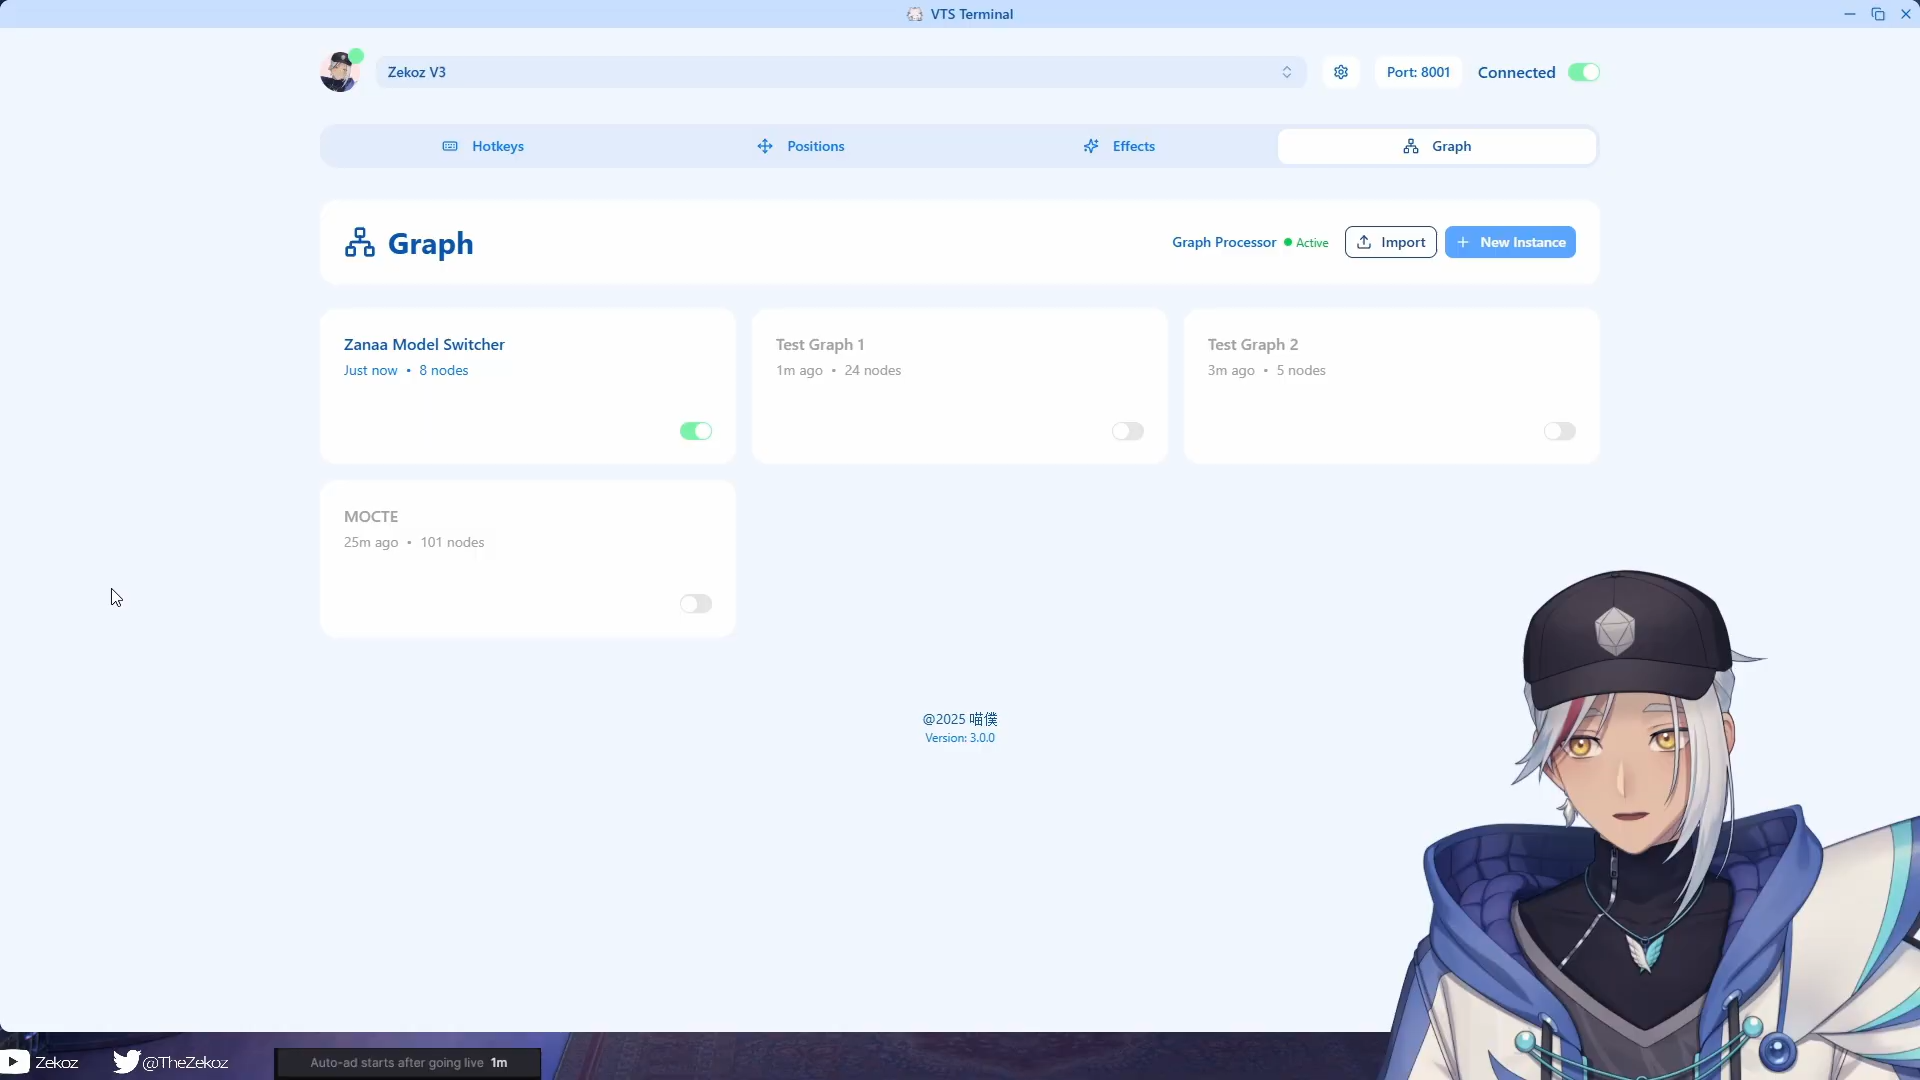 VTS Terminal
Zekoz V3
Port: 8001
Connected
Hotkeys
Positions
Effects
Graph
Graph
Graph Processor
Active
Import
New Instance
Zanaa Model Switcher
Just now • 8 nodes
Test Graph 1
1m ago • 24 nodes
Test Graph 2
3m ago • 5 nodes
MOCTE
25m ago • 101 nodes
@2025 喵僕
Version: 3.0.0
Zekoz
@TheZekoz
Auto-ad starts after going live 1m